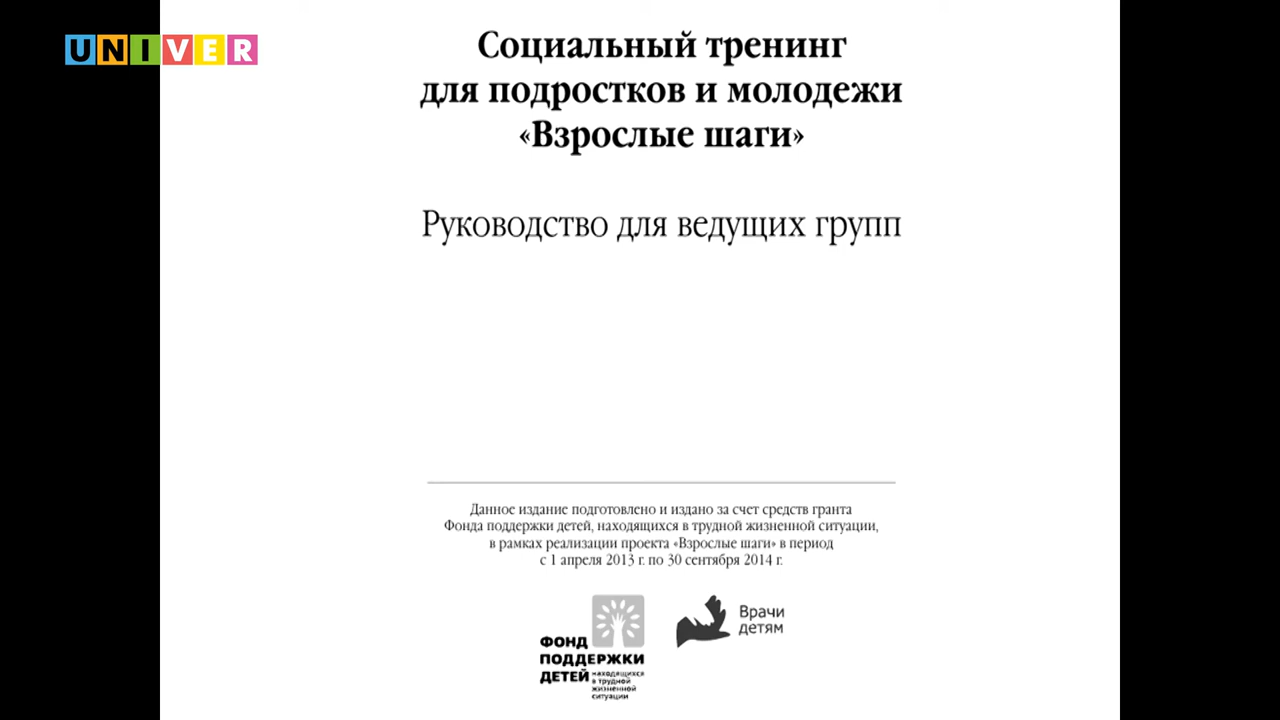 UNIVER
Социальный тренинг
для подростков и молодежи
«Взрослые шаги»
Руководство для ведущих групп
Данное издание подготовлено и издано за счет средств гранта
Фонда поддержки детей, находящихся в трудной жизненной ситуации,
в рамках реализации проекта «Взрослые шаги» в период
с 1 апреля 2013 г. по 30 сентября 2014 г.
ФОНД
ПОДДЕРЖКИ
ДЕТЕЙ
находящихся
в трудной
жизненной
ситуации
Врачи
детям